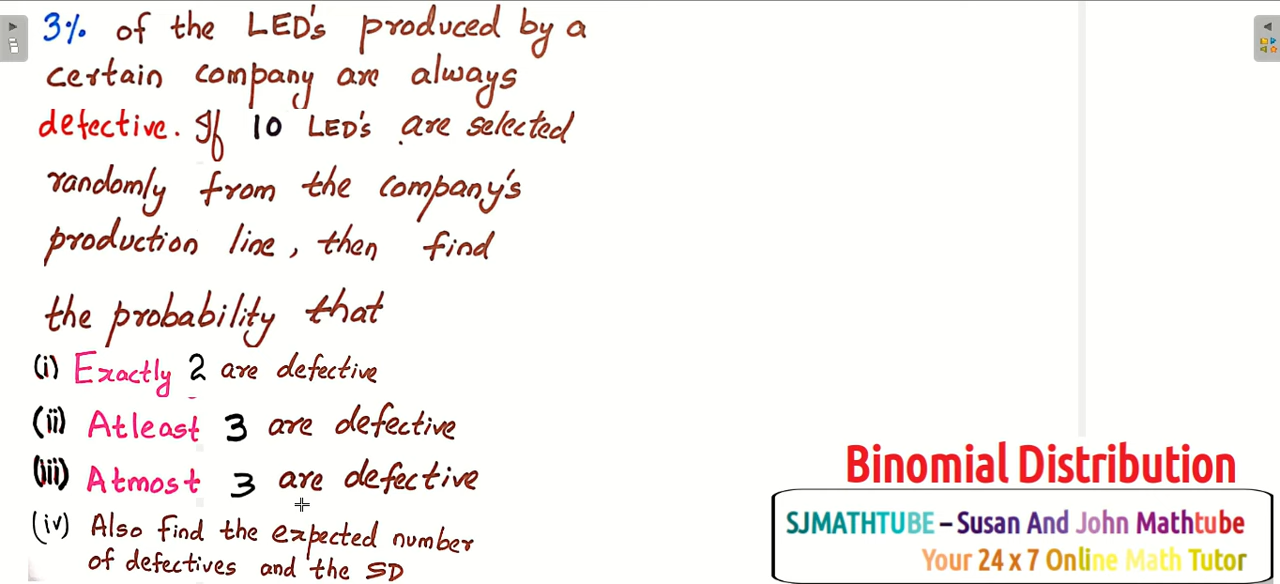 3% of the LED's produced by a
certain company are always
defective. If 10 LED's are selected
randomly from the company's
production line, then find
the probability that
(i) Exactly 2 are defective
(ii) Atleast 3 are defective
(iii) Atmost 3 are defective
(iv) Also find the expected number
of defectives and the SD
Binomial Distribution
SJMATHTUBE – Susan And John Mathtube
Your 24 x 7 Online Math Tutor